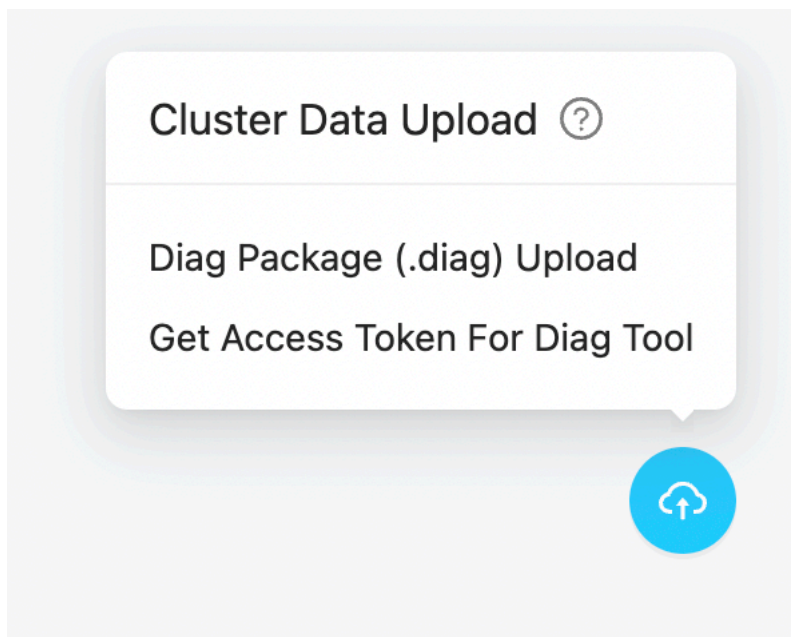 Cluster Data Upload ?
Diag Package (.diag) Upload
Get Access Token For Diag Tool